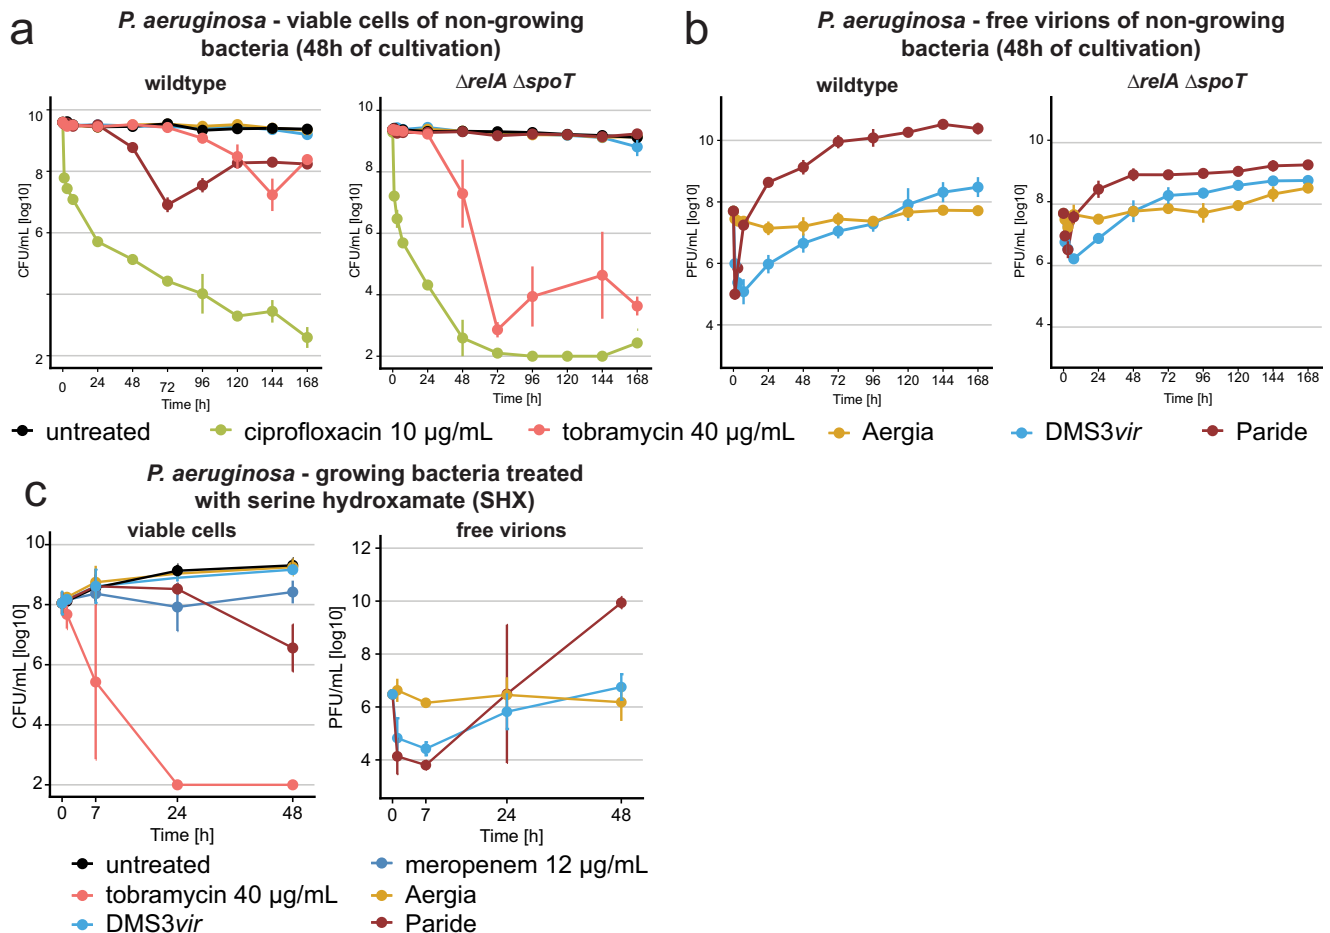 a
P. aeruginosa - viable cells of non-growing
bacteria (48h of cultivation)
wildtype
ΔrelA ΔspoT
CFU/mL [log10]
10
8
6
4
2
0 24 48 72 96 120 144 168
Time [h]
CFU/mL [log10]
10
8
6
4
2
0 24 48 72 96 120 144 168
Time [h]
b
P. aeruginosa - free virions of non-growing
bacteria (48h of cultivation)
wildtype
ΔrelA ΔspoT
PFU/mL [log10]
10
8
6
4
0 24 48 72 96 120 144 168
Time [h]
PFU/mL [log10]
10
8
6
4
0 24 48 72 96 120 144 168
Time [h]
untreated ciprofloxacin 10 µg/mL tobramycin 40 µg/mL Aergia DMS3vir Paride
c
P. aeruginosa - growing bacteria treated
with serine hydroxamate (SHX)
viable cells
free virions
CFU/mL [log10]
10
8
6
4
2
0 7 24 48
Time [h]
PFU/mL [log10]
12
10
8
6
4
0 7 24 48
Time [h]
untreated
tobramycin 40 µg/mL
DMS3vir
meropenem 12 µg/mL
Aergia
Paride